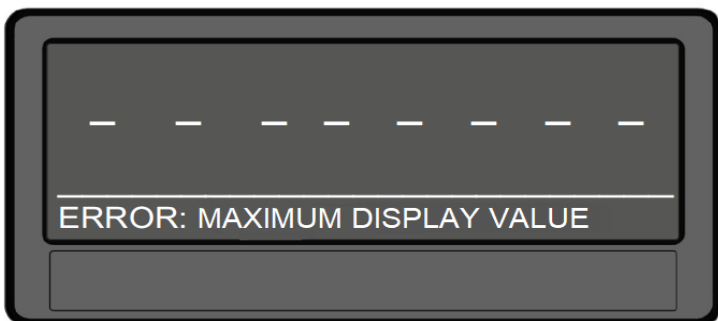 _ _ _ _ _ _ _ _
ERROR: MAXIMUM DISPLAY VALUE